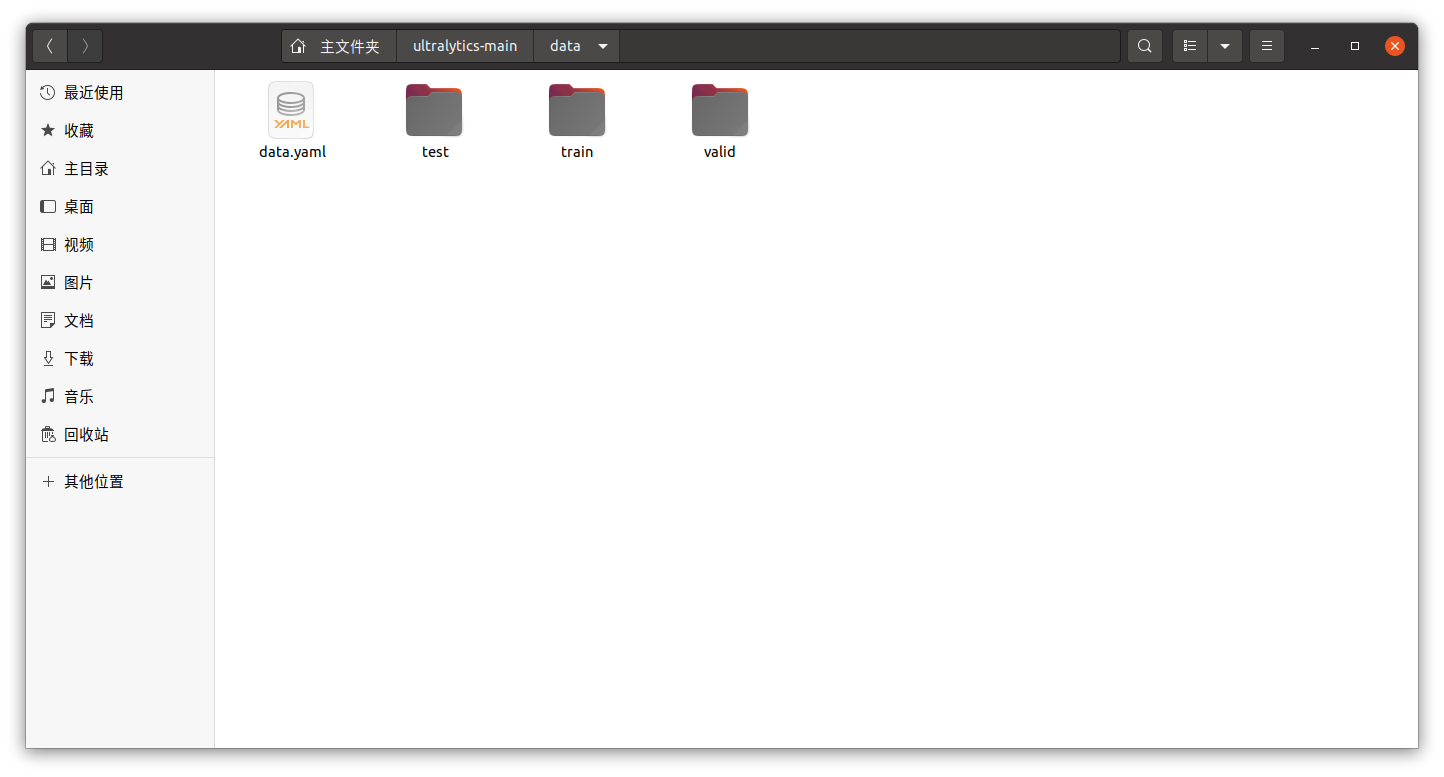 主文件夹 ultralytics-main data
最近使用
收藏
主目录
桌面
视频
图片
文档
下载
音乐
回收站
其他位置
YAML
data.yaml test train valid